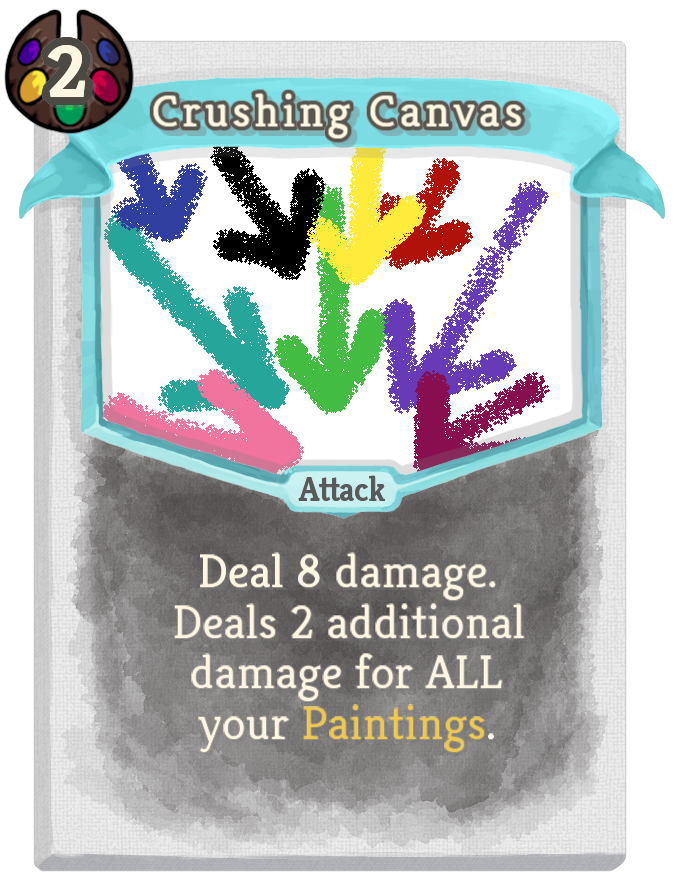 2
Crushing Canvas
Attack
Deal 8 damage.
Deals 2 additional
damage for ALL
your Paintings.